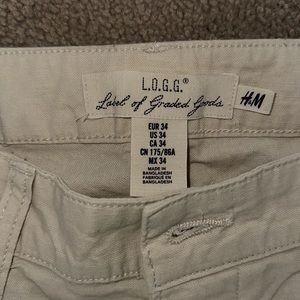 L.O.G.G.®
Label of Graded Goods
H&M
EUR 34
US 34
CA 34
CN 175/86A
MX 34
MADE IN
BANGLADESH
FABRIQUÉ EN
BANGLADESH